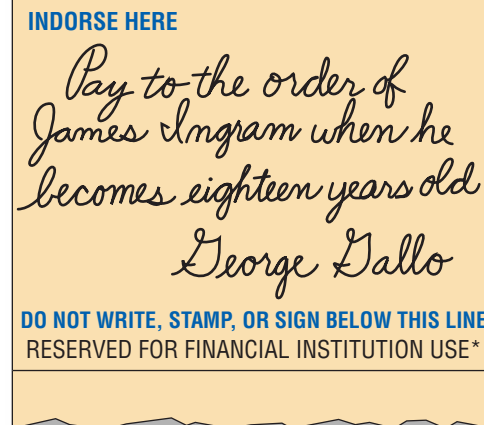 INDORSE HERE
Pay to the order of
James Ingram when he
becomes eighteen years old
George Gallo
DO NOT WRITE, STAMP, OR SIGN BELOW THIS LINE
RESERVED FOR FINANCIAL INSTITUTION USE*